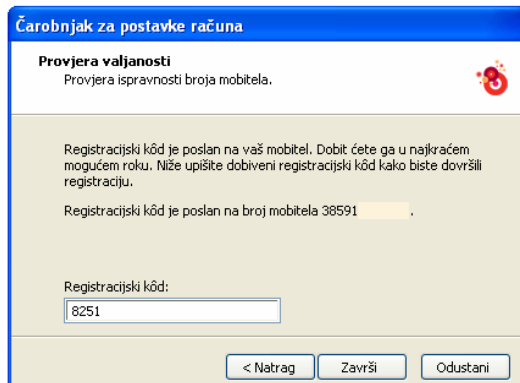 Čarobnjak za postavke računa
Provjera valjanosti
Provjera ispravnosti broja mobitela.
Registracijski kôd je poslan na vaš mobitel. Dobit ćete ga u najkraćem
mogućem roku. Niže upišite dobiveni registracijski kôd kako biste dovršili
registraciju.
Registracijski kôd je poslan na broj mobitela 38591 .
Registracijski kôd:
8251
< Natrag Završi Odustani